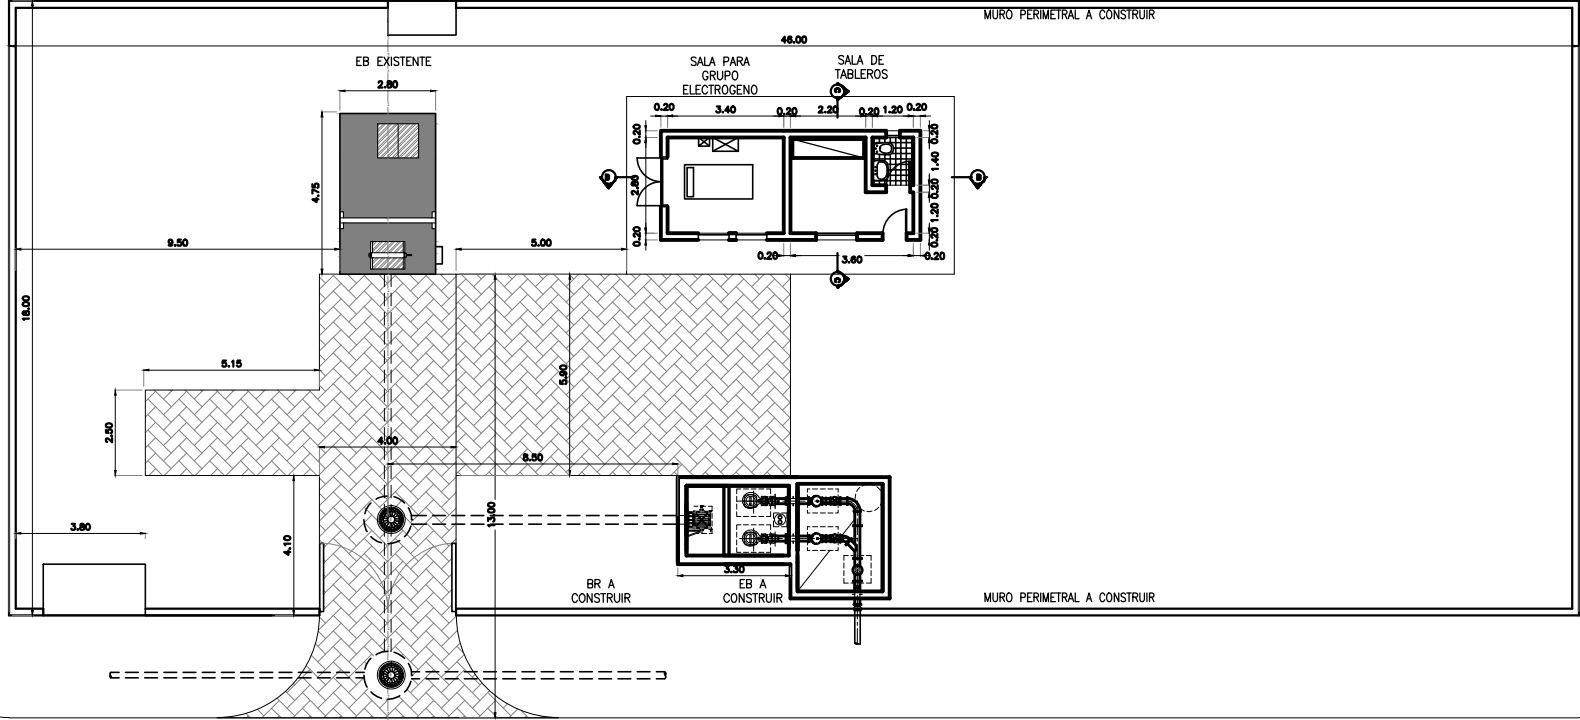 MURO PERIMETRAL A CONSTRUIR
46.00
EB EXISTENTE
2.80
SALA PARA
GRUPO
ELECTROGENO
SALA DE
TABLEROS
0.20
3.40
0.20
2.20
0.20
1.20
0.20
0.20
2.80
0.20
0.20
1.40
0.20
1.20
0.20
B
B
C
C
0.20
3.60
0.20
4.75
9.50
5.00
18.00
5.15
2.50
5.90
4.00
8.50
13.00
3.80
4.10
3.30
BR A
CONSTRUIR
EB A
CONSTRUIR
MURO PERIMETRAL A CONSTRUIR